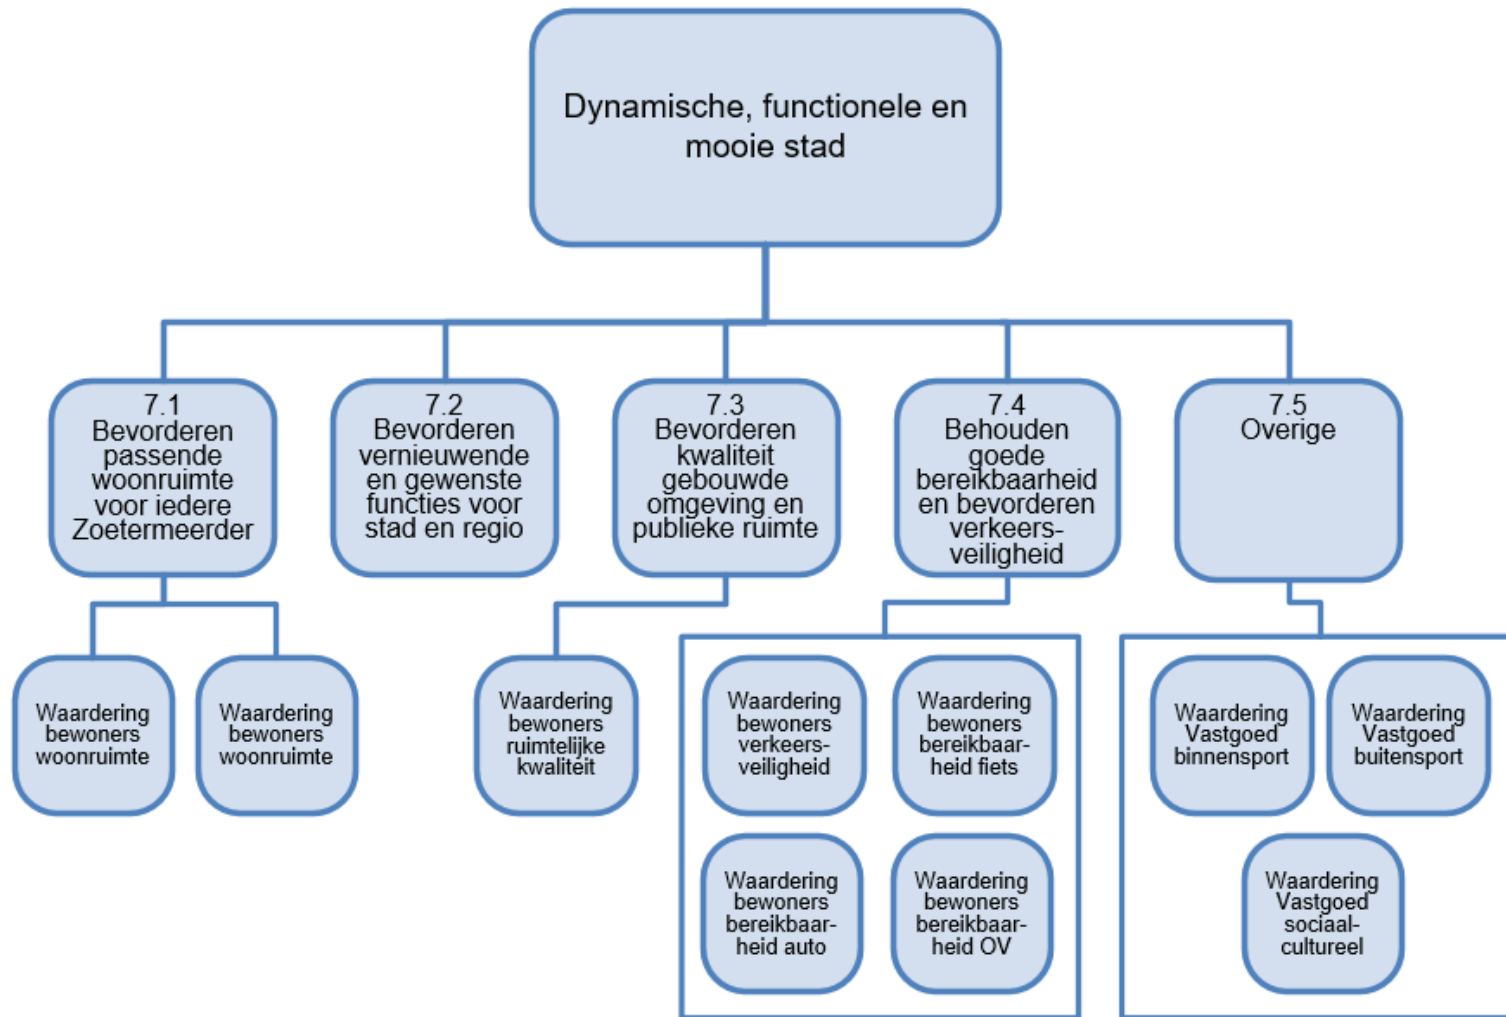 Dynamische, functionele en
mooie stad
7.1
Bevorderen
passende
woonruimte
voor iedere
Zoetermeerder
7.2
Bevorderen
vernieuwende
en gewenste
functies voor
stad en regio
7.3
Bevorderen
kwaliteit
gebouwde
omgeving en
publieke ruimte
7.4
Behouden
goede
bereikbaarheid
en bevorderen
verkeers-
veiligheid
7.5
Overige
Waardering
bewoners
woonruimte
Waardering
bewoners
woonruimte
Waardering
bewoners
ruimtelijke
kwaliteit
Waardering
bewoners
verkeers-
veiligheid
Waardering
bewoners
bereikbaar-
heid fiets
Waardering
bewoners
bereikbaar-
heid auto
Waardering
bewoners
bereikbaar-
heid OV
Waardering
Vastgoed
binnensport
Waardering
Vastgoed
buitensport
Waardering
Vastgoed
sociaal-
cultureel